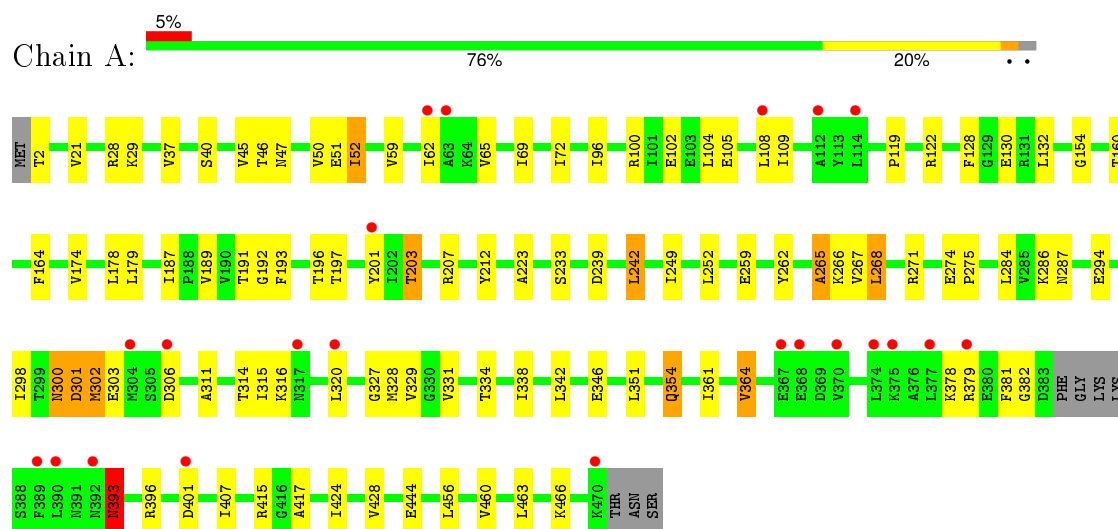 5%
Chain A:
76% 20% • •
MET T2 V21 R28 K29 V37 S40 V45 T46 N47 V50 E51 I52 V59 I62 A63 K64 V65 I69 I72 I96 R100 I101 E102 E103 L104 E105 L108 I109 A112 Y113 L114 P119 R122 F128 G129 E130 R131 L132 G154 T160
F164 V174 L178 L179 I187 P188 V189 V190 T191 G192 F193 T196 T197 Y201 I202 T203 R207 Y212 A223 S233 D239 L242 I249 L252 E259 Y262 A265 K266 V267 L268 R271 E274 P275 L284 V285 K286 N287 E294
I298 T299 N300 D301 M302 E303 M304 S305 D306 A311 T314 I315 K316 N317 L320 G327 M328 V329 G330 V331 T334 I338 L342 E346 L351 Q354 I361 V364 E367 E368 D369 V370 L374 K375 A376 L377 K378 R379 E380 F381 G382 D383 PHE GLY LYS LYS
S388 F389 L390 N391 N392 N393 R396 D401 I407 R415 G416 A417 I424 V428 E444 L456 V460 L463 K466 K470 THR ASN SER